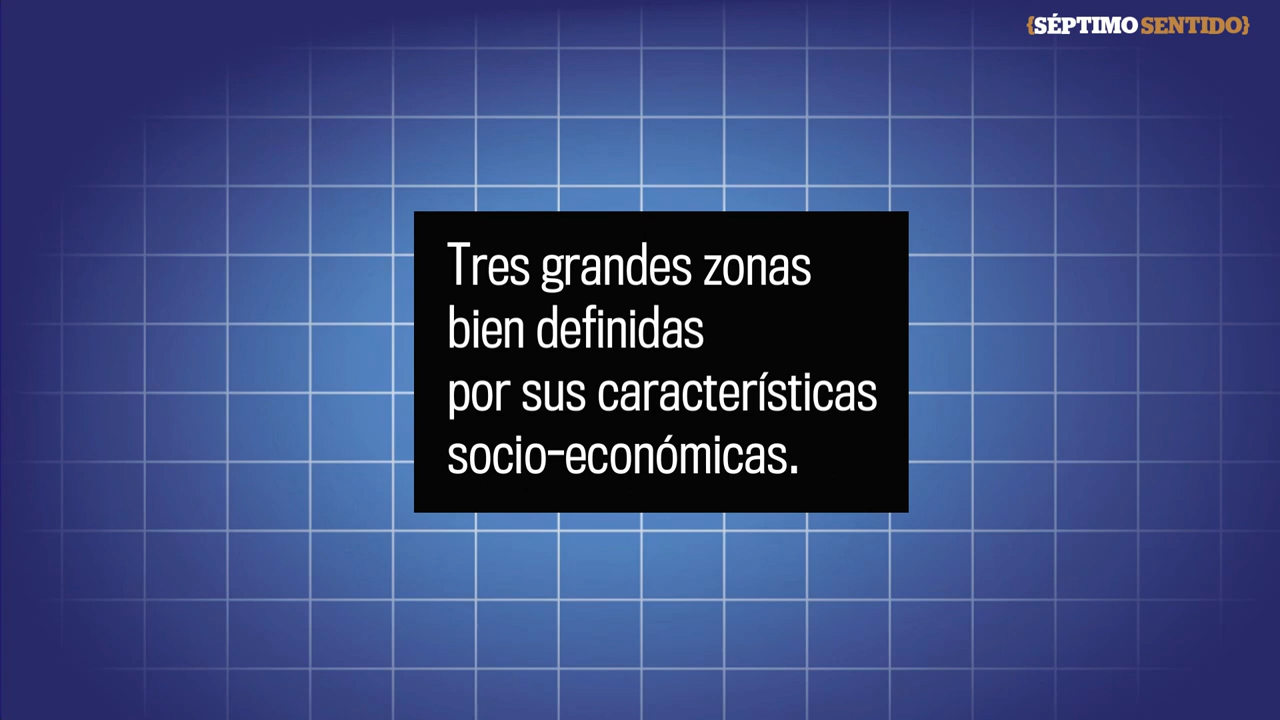 {SÉPTIMO SENTIDO}
Tres grandes zonas
bien definidas
por sus características
socio-económicas.